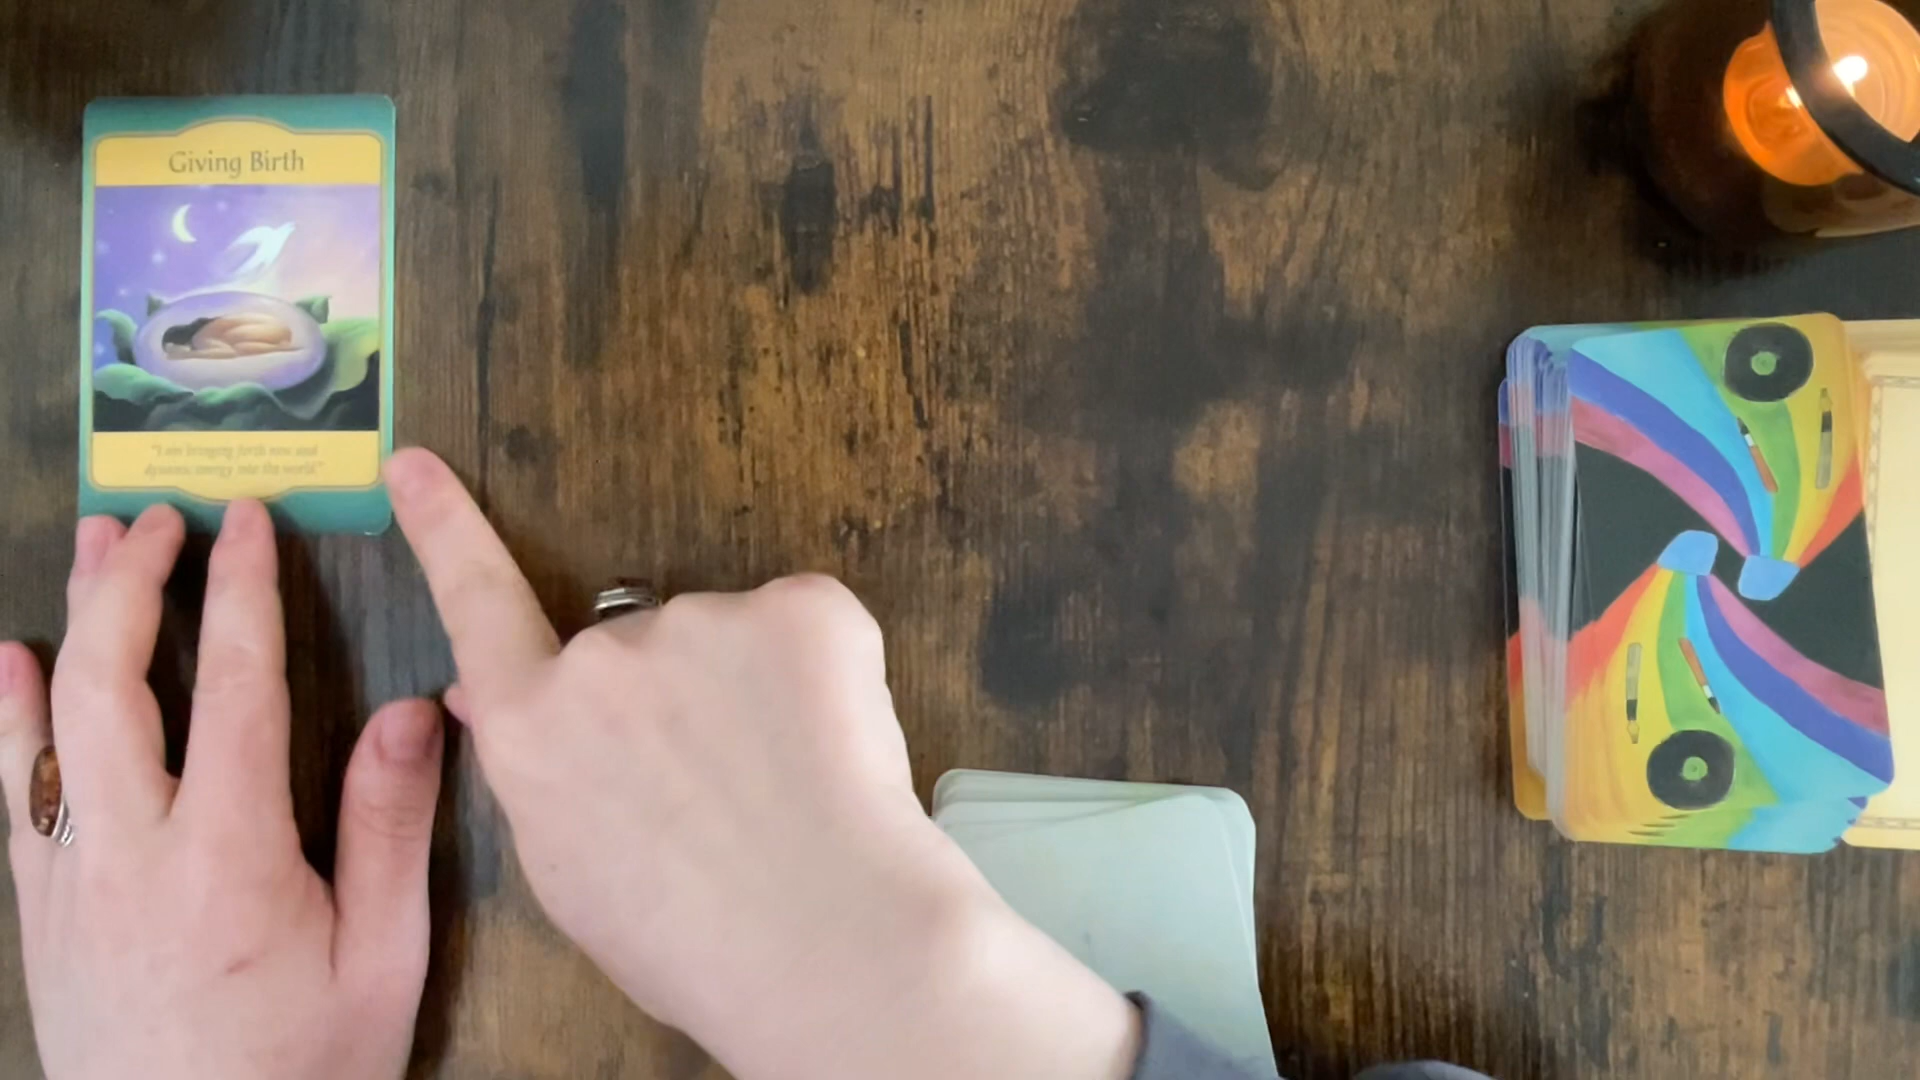 Giving Birth
"I am bringing forth new and
dynamic energy into the world"